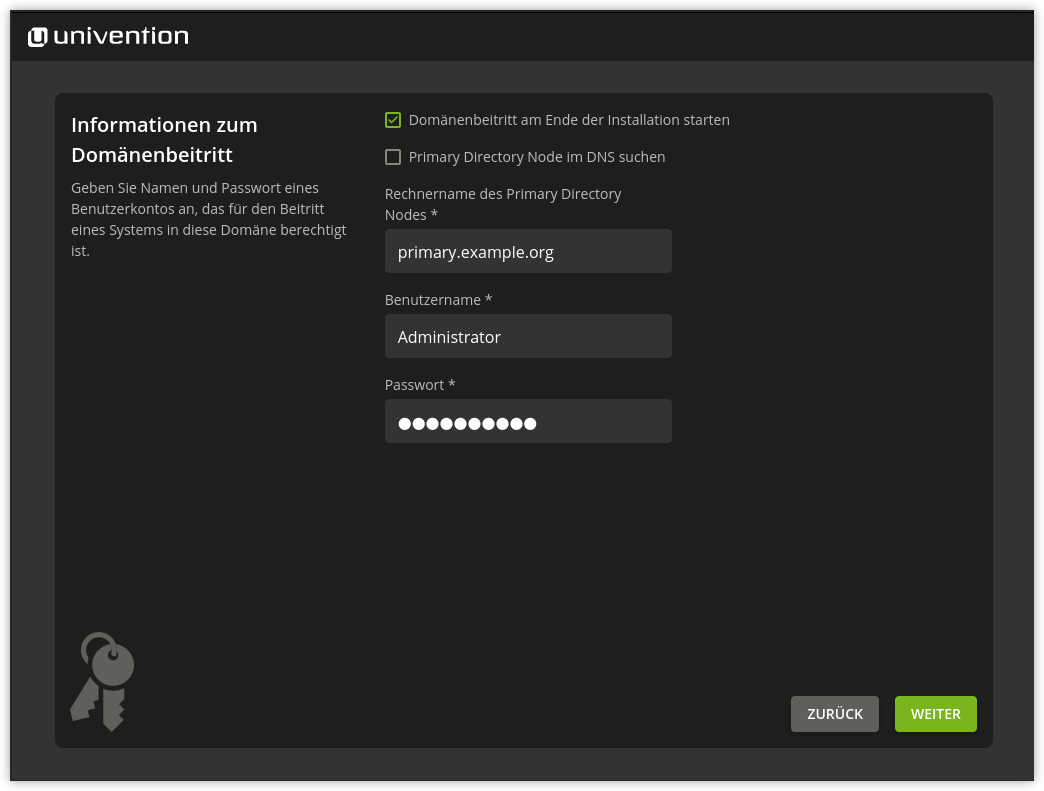 univention
Informationen zum
Domänenbeitritt
Geben Sie Namen und Passwort eines
Benutzerkontos an, das für den Beitritt
eines Systems in diese Domäne berechtigt
ist.
Domänenbeitritt am Ende der Installation starten
Primary Directory Node im DNS suchen
Rechnername des Primary Directory
Nodes *
primary.example.org
Benutzername *
Administrator
Passwort *
●●●●●●●●●●
ZURÜCK
WEITER